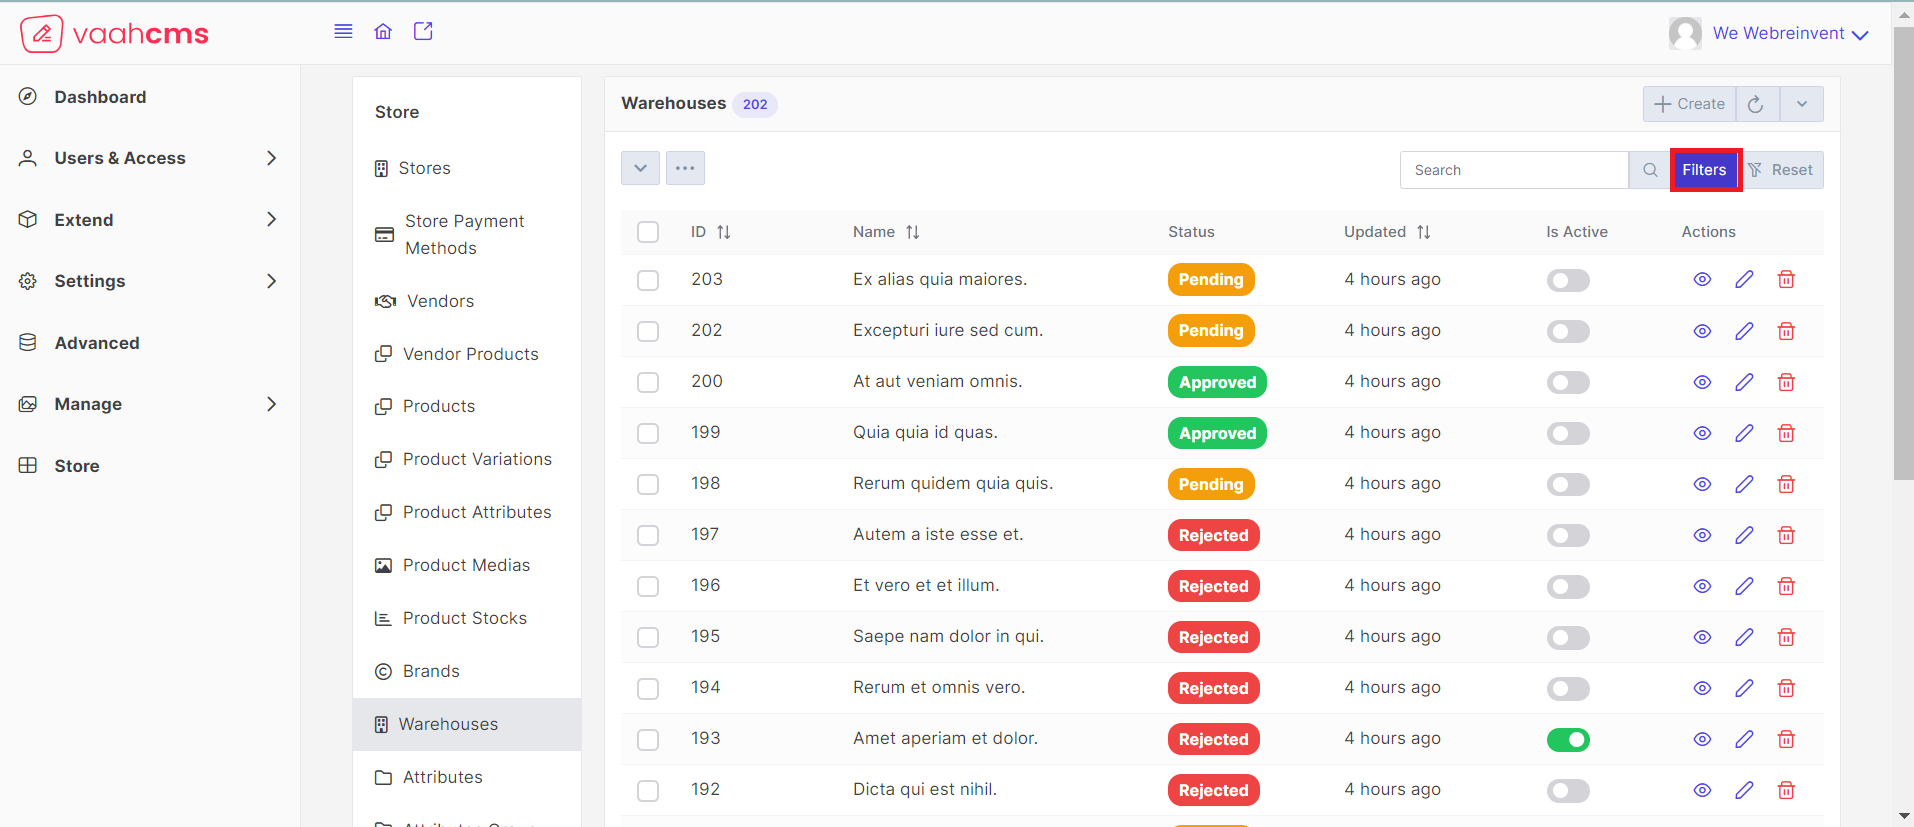 vaahcms
We Webreinvent
Dashboard
Users & Access
Extend
Settings
Advanced
Manage
Store
Store
Stores
Store Payment
Methods
Vendors
Vendor Products
Products
Product Variations
Product Attributes
Product Medias
Product Stocks
Brands
Warehouses
Attributes
Warehouses 202
Create
Search Filters Reset
ID Name Status Updated Is Active Actions
203 Ex alias quia maiores. Pending 4 hours ago
202 Excepturi iure sed cum. Pending 4 hours ago
200 At aut veniam omnis. Approved 4 hours ago
199 Quia quia id quas. Approved 4 hours ago
198 Rerum quidem quia quis. Pending 4 hours ago
197 Autem a iste esse et. Rejected 4 hours ago
196 Et vero et et illum. Rejected 4 hours ago
195 Saepe nam dolor in qui. Rejected 4 hours ago
194 Rerum et omnis vero. Rejected 4 hours ago
193 Amet aperiam et dolor. Rejected 4 hours ago
192 Dicta qui est nihil. Rejected 4 hours ago